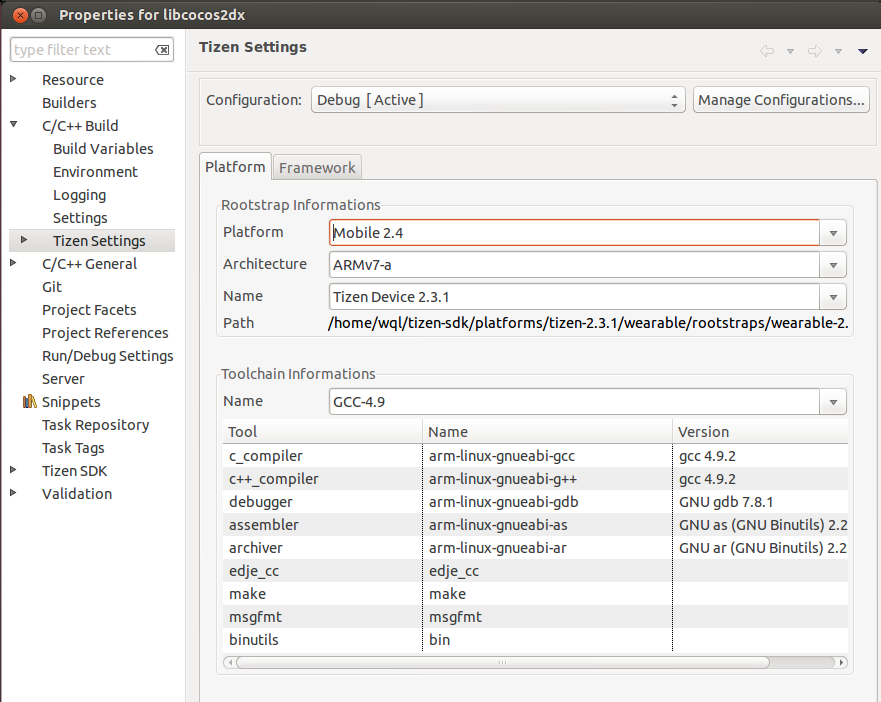 Properties for libcocos2dx
type filter text
Resource
Builders
C/C++ Build
Build Variables
Environment
Logging
Settings
Tizen Settings
C/C++ General
Git
Project Facets
Project References
Run/Debug Settings
Server
Snippets
Task Repository
Task Tags
Tizen SDK
Validation
Tizen Settings
Configuration: Debug [ Active ] Manage Configurations...
Platform Framework
Rootstrap Informations
Platform Mobile 2.4
Architecture ARMv7-a
Name Tizen Device 2.3.1
Path /home/wql/tizen-sdk/platforms/tizen-2.3.1/wearable/rootstraps/wearable-2.
Toolchain Informations
Name GCC-4.9
Tool Name Version
c_compiler arm-linux-gnueabi-gcc gcc 4.9.2
c++_compiler arm-linux-gnueabi-g++ gcc 4.9.2
debugger arm-linux-gnueabi-gdb GNU gdb 7.8.1
assembler arm-linux-gnueabi-as GNU as (GNU Binutils) 2.2
archiver arm-linux-gnueabi-ar GNU ar (GNU Binutils) 2.2
edje_cc edje_cc
make make
msgfmt msgfmt
binutils bin